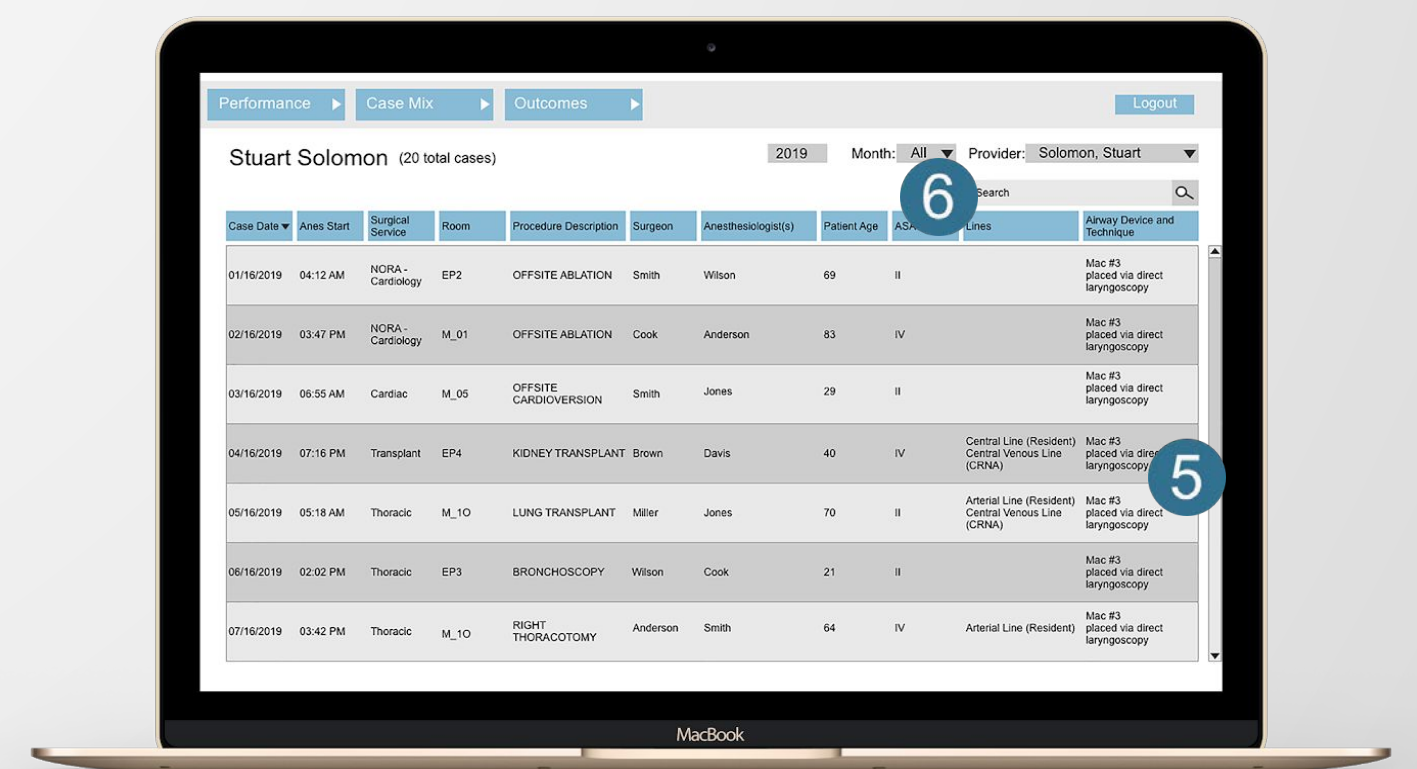 Performance Case Mix Outcomes Logout
Stuart Solomon (20 total cases) 2019 Month: All Provider: Solomon, Stuart
6
Search
Case Date Anes Start Surgical Service Room Procedure Description Surgeon Anesthesiologist(s) Patient Age ASA Lines Airway Device and Technique
01/16/2019 04:12 AM NORA - Cardiology EP2 OFFSITE ABLATION Smith Wilson 69 II Mac #3 placed via direct laryngoscopy
02/16/2019 03:47 PM NORA - Cardiology M_01 OFFSITE ABLATION Cook Anderson 83 IV Mac #3 placed via direct laryngoscopy
03/16/2019 06:55 AM Cardiac M_05 OFFSITE CARDIOVERSION Smith Jones 29 II Mac #3 placed via direct laryngoscopy
04/16/2019 07:16 PM Transplant EP4 KIDNEY TRANSPLANT Brown Davis 40 IV Central Line (Resident) Central Venous Line (CRNA) Mac #3 placed via laryngoscopy
5
05/16/2019 05:18 AM Thoracic M_1O LUNG TRANSPLANT Miller Jones 70 II Arterial Line (Resident) Central Venous Line (CRNA) Mac #3 placed via direct laryngoscopy
06/16/2019 02:02 PM Thoracic EP3 BRONCHOSCOPY Wilson Cook 21 II Mac #3 placed via direct laryngoscopy
07/16/2019 03:42 PM Thoracic M_1O RIGHT THORACOTOMY Anderson Smith 64 IV Arterial Line (Resident) Mac #3 placed via direct laryngoscopy
MacBook